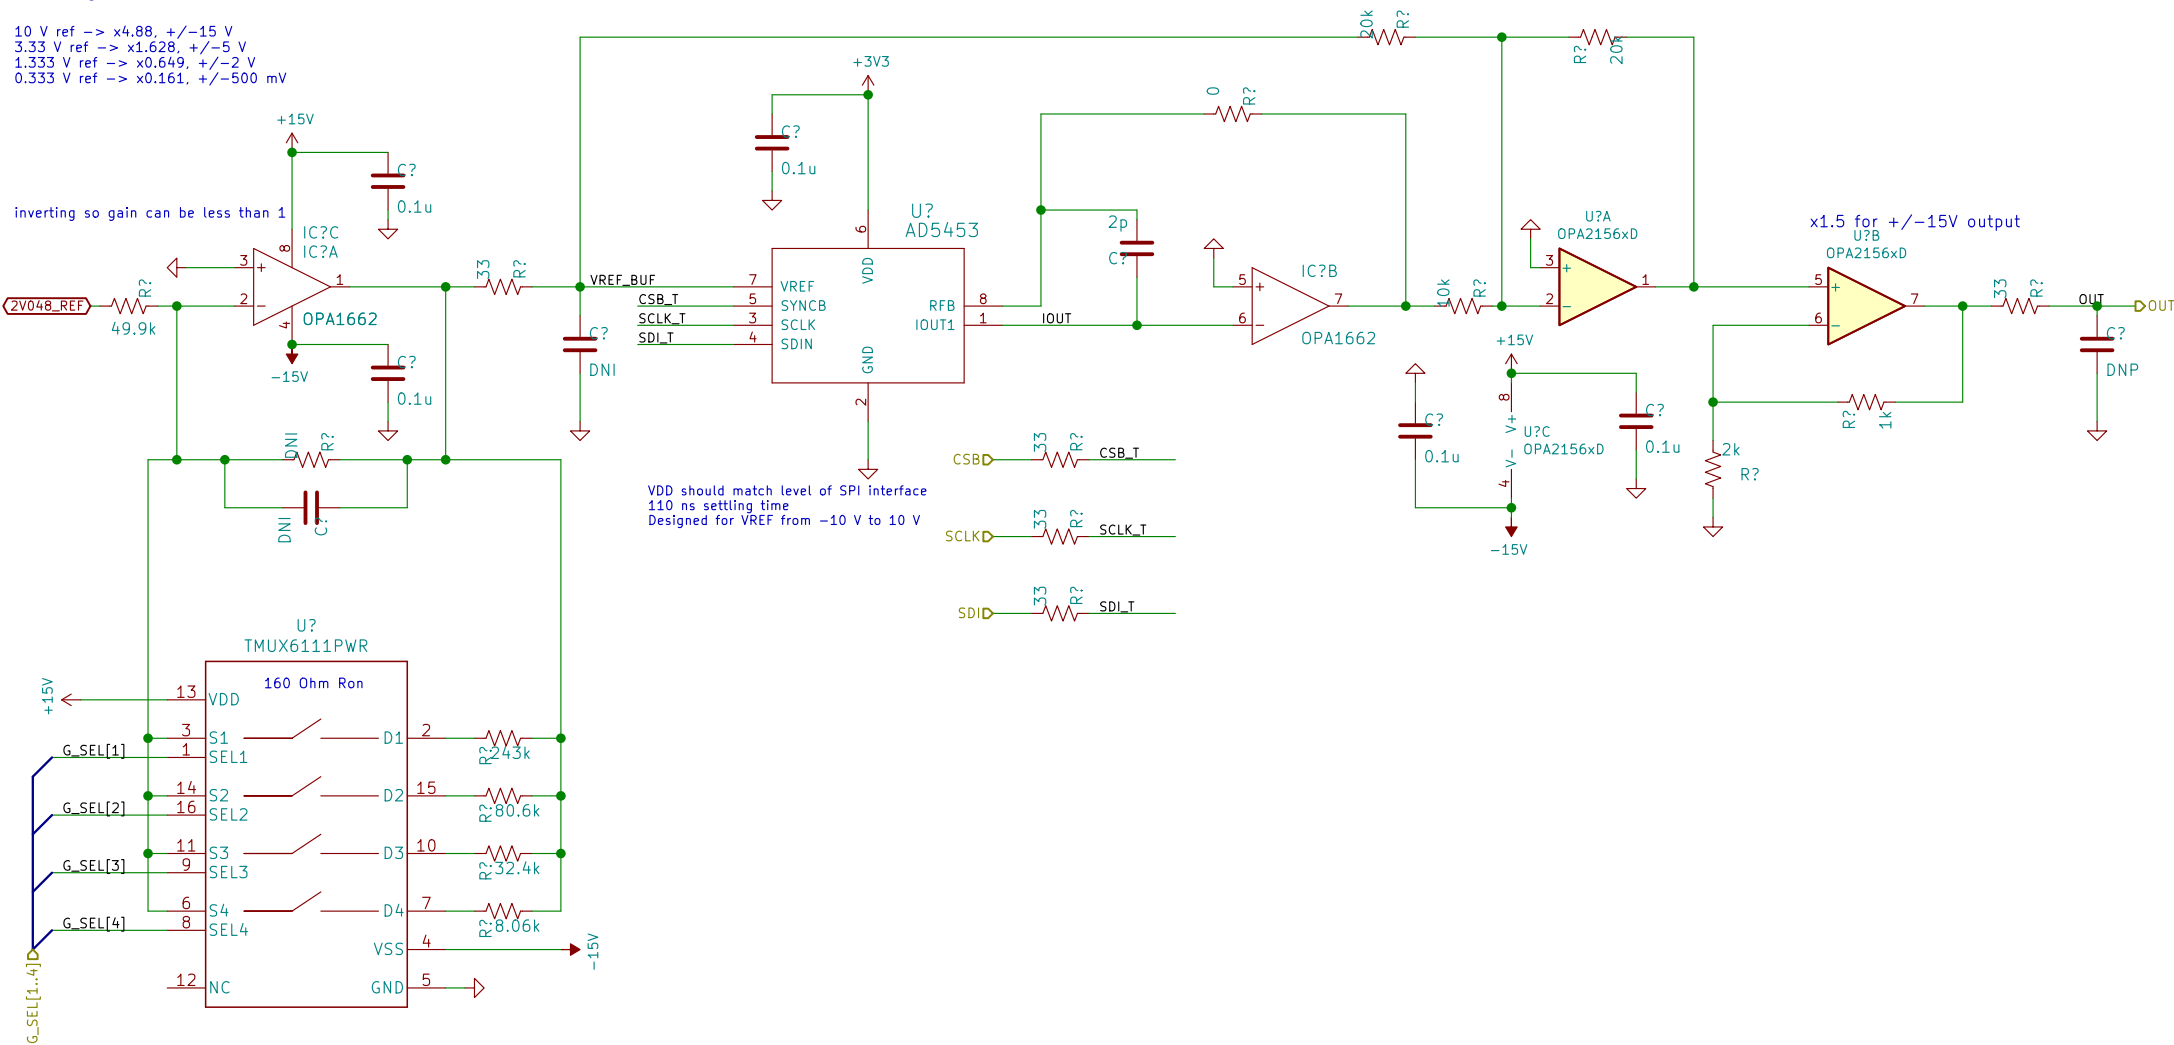 10 V ref -> x4.88, +/-15 V
3.33 V ref -> x1.628, +/-5 V
1.333 V ref -> x0.649, +/-2 V
0.333 V ref -> x0.161, +/-500 mV
inverting so gain can be less than 1
+15V
C?
0.1u
IC?C
IC?A
8
3
+
2
-
1
4
OPA1662
-15V
C?
0.1u
2V048_REF
R?
49.9k
33
R?
VREF_BUF
C?
DNI
DNI
R?
DNI
C?
+3V3
C?
0.1u
U?
AD5453
6
VDD
7 VREF
CSB_T 5 SYNCB
SCLK_T 3 SCLK
SDI_T 4 SDIN
RFB 8
IOUT1 1
GND
2
IOUT
VDD should match level of SPI interface
110 ns settling time
Designed for VREF from -10 V to 10 V
0
R?
2p
C?
5
+
6
-
7
IC?B
OPA1662
10k
R?
20k
R?
R?
20k
U?A
OPA2156xD
3
+
2
-
1
x1.5 for +/-15V output
U?B
OPA2156xD
5
+
6
-
7
33
R?
OUT
OUT
C?
DNP
R?
1k
2k
R?
+15V
8
V+
V-
4
U?C
OPA2156xD
C?
0.1u
C?
0.1u
-15V
CSB 33 R? CSB_T
SCLK 33 R? SCLK_T
SDI 33 R? SDI_T
U?
TMUX6111PWR
160 Ohm Ron
+15V
13 VDD
3 S1 D1 2
R? 243k
G_SEL[1] 1 SEL1
14 S2 D2 15
R? 80.6k
G_SEL[2] 16 SEL2
11 S3 D3 10
R? 32.4k
G_SEL[3] 9 SEL3
6 S4 D4 7
R? 8.06k
G_SEL[4] 8 SEL4
VSS 4
-15V
12 NC
GND 5
G_SEL[1..4]